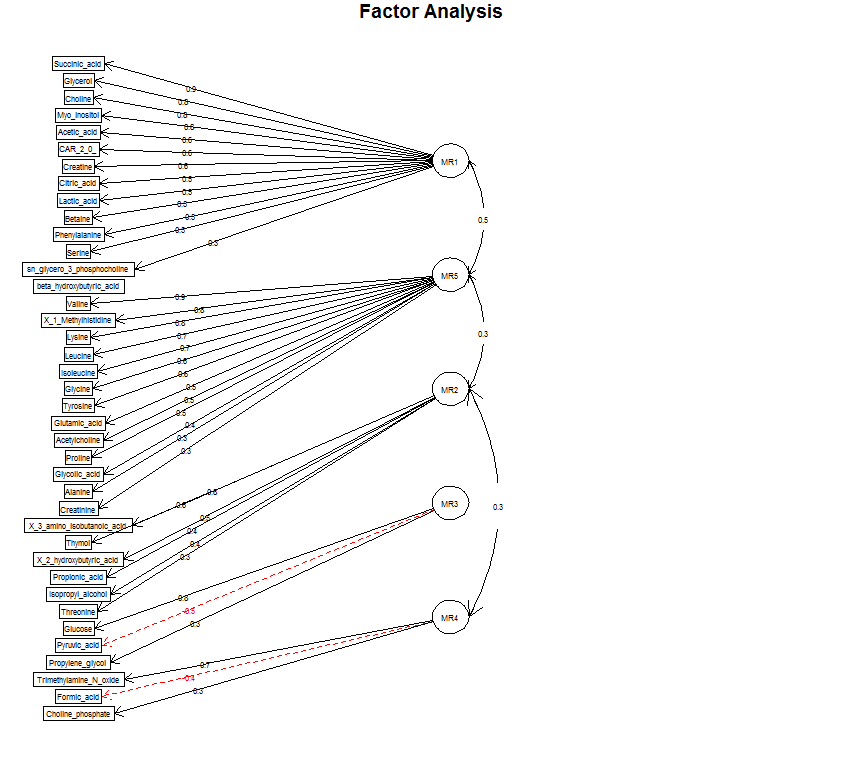 Factor Analysis
Succinic_acid
Glycerol
Choline
Myo_Inositol
Acetic_acid
CAR_2_0_
Creatine
Citric_acid
Lactic_acid
Betaine
Phenylalanine
Serine
sn_glycero_3_phosphocholine
beta_hydroxybutyric_acid
Valine
X_1_Methylhistidine
Lysine
Leucine
Isoleucine
Glycine
Tyrosine
Glutamic_acid
Acetylcholine
Proline
Glycolic_acid
Alanine
Creatinine
X_3_amino_isobutanoic_acid
Thymol
X_2_hydroxybutyric_acid
Propionic_acid
Isopropyl_alcohol
Threonine
Glucose
Pyruvic_acid
Propylene_glycol
Trimethylamine_N_oxide
Formic_acid
Choline_phosphate
0.9
0.8
0.8
0.6
0.6
0.6
0.6
0.5
0.5
0.3
0.3
0.3
0.9
0.8
0.8
0.7
0.7
0.6
0.6
0.5
0.5
0.5
0.4
0.3
0.3
0.6
0.6
0.5
0.4
0.4
0.3
0.8
-0.5
0.3
0.7
-0.4
0.3
MR1
MR5
MR2
MR3
MR4
0.5
0.3
0.3